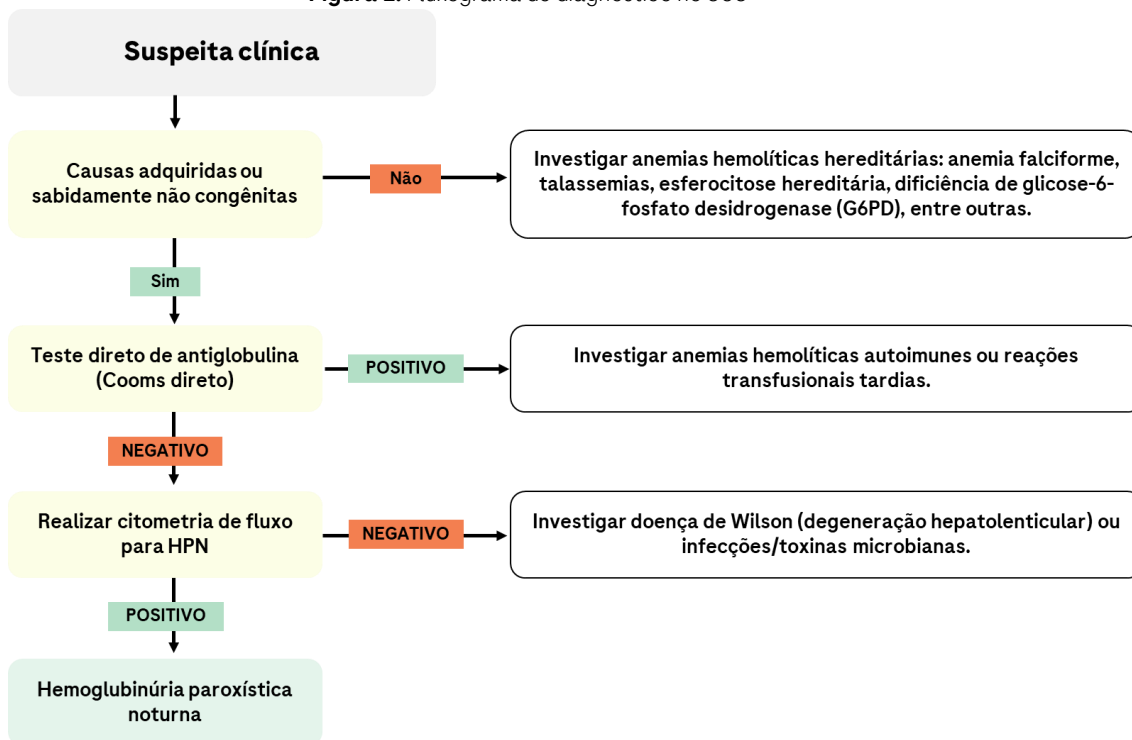 Suspeita clínica
Causas adquiridas ou
sabidamente não congênitas
Não
Investigar anemias hemolíticas hereditárias: anemia falciforme,
talassemias, esferocitose hereditária, dificiência de glicose-6-
fosfato desidrogenase (G6PD), entre outras.
Sim
Teste direto de antiglobulina
(Cooms direto)
POSITIVO
Investigar anemias hemolíticas autoimunes ou reações
transfusionais tardias.
NEGATIVO
Realizar citometria de fluxo
para HPN
NEGATIVO
Investigar doença de Wilson (degeneração hepatolenticular) ou
infecções/toxinas microbianas.
POSITIVO
Hemoglubinúria paroxística
noturna